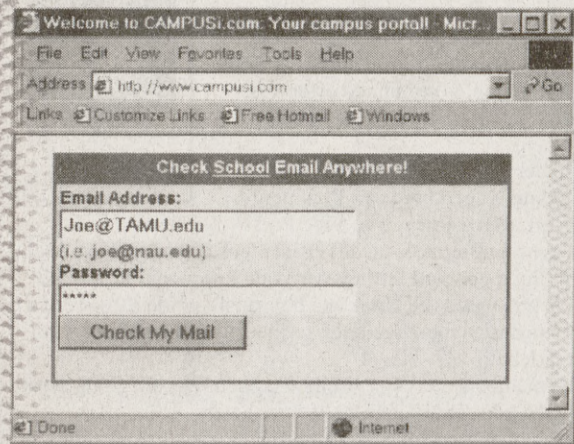 Welcome to CAMPUSi.com: Your campus portal! - Micr...
File Edit View Favorites Tools Help
Address http://www.campusi.com Go
Links Customize Links Free Hotmail Windows
Check School Email Anywhere!
Email Address:
Joe@TAMU.edu
(i.e. joe@nau.edu)
Password:
*****
Check My Mail
Done Internet